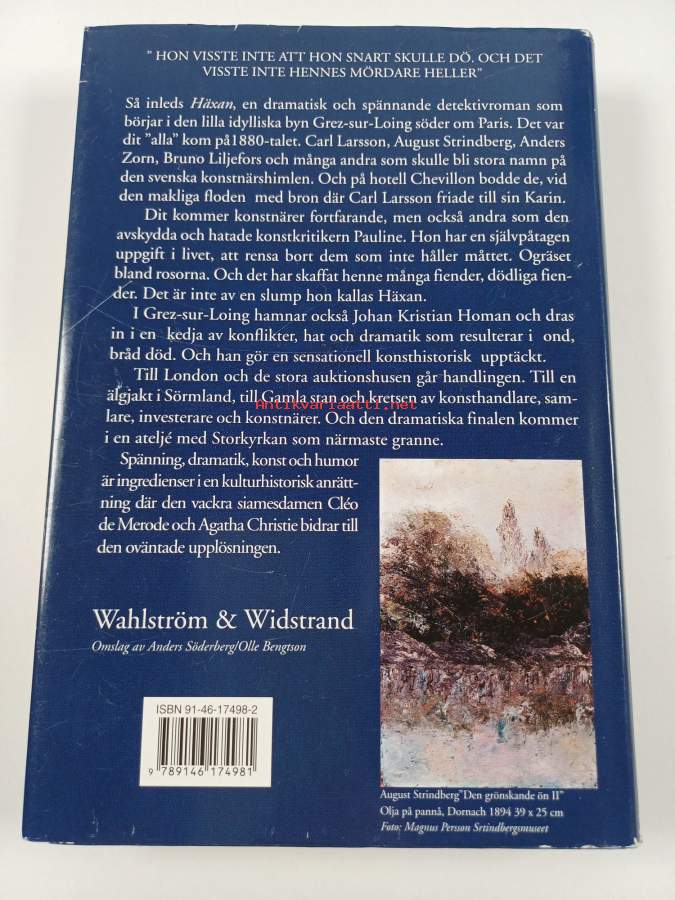 " HON VISSTE INTE ATT HON SNART SKULLE DÖ. OCH DET
VISSTE INTE HENNES MÖRDARE HELLER"
Så inleds Häxan, en dramatisk och spännande detektivroman som
börjar i den lilla idylliska byn Grez-sur-Loing söder om Paris. Det var
dit "alla" kom på1880-talet. Carl Larsson, August Strindberg, Anders
Zorn, Bruno Liljefors och många andra som skulle bli stora namn på
den svenska konstnärshimlen. Och på hotell Chevillon bodde de, vid
den makliga floden med bron där Carl Larsson friade till sin Karin.
Dit kommer konstnärer fortfarande, men också andra som den
avskydda och hatade konstkritikern Pauline. Hon har en självpåtagen
uppgift i livet, att rensa bort dem som inte håller måttet. Ogräset
bland rosorna. Och det har skaffat henne många fiender, dödliga fien-
der. Det är inte av en slump hon kallas Häxan.
I Grez-sur-Loing hamnar också Johan Kristian Homan och dras
in i en kedja av konflikter, hat och dramatik som resulterar i ond,
bråd död. Och han gör en sensationell konsthistorisk upptäckt.
Till London och de stora auktionshusen går handlingen. Till en
älgjakt i Sörmland, till Gamla stan och kretsen av konsthandlare, sam-
lare, investerare och konstnärer. Och den dramatiska finalen kommer
i en ateljé med Storkyrkan som närmaste granne.
Antikvariaatti.net
Spänning, dramatik, konst och humor
är ingredienser i en kulturhistorisk anrätt-
ning där den vackra siamesdamen Cléo
de Merode och Agatha Christie bidrar till
den oväntade upplösningen.
Wahlström & Widstrand
Omslag av Anders Söderberg/Olle Bengtson
ISBN 91-46-17498-2
9 789146 174981
August Strindberg"Den grönskande ön II"
Olja på pannå, Dornach 1894 39 x 25 cm
Foto: Magnus Persson Srtindbergsmuseet